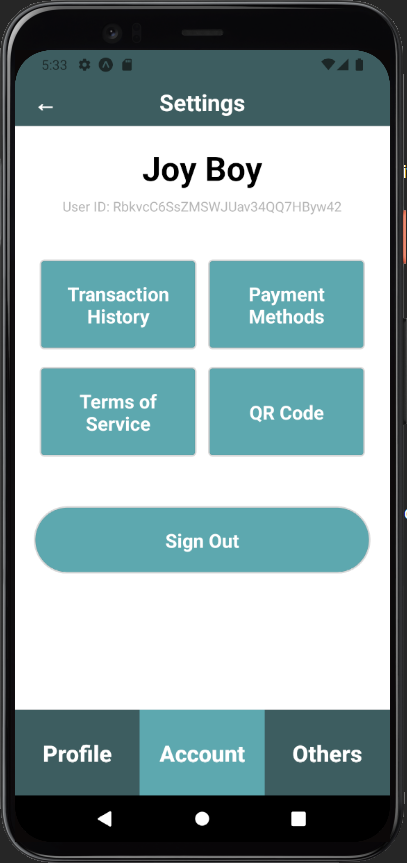 5:33
← Settings
Joy Boy
User ID: RbkvcC6SsZMSWJUav34QQ7HByw42
Transaction
History
Payment
Methods
Terms of
Service
QR Code
Sign Out
Profile Account Others